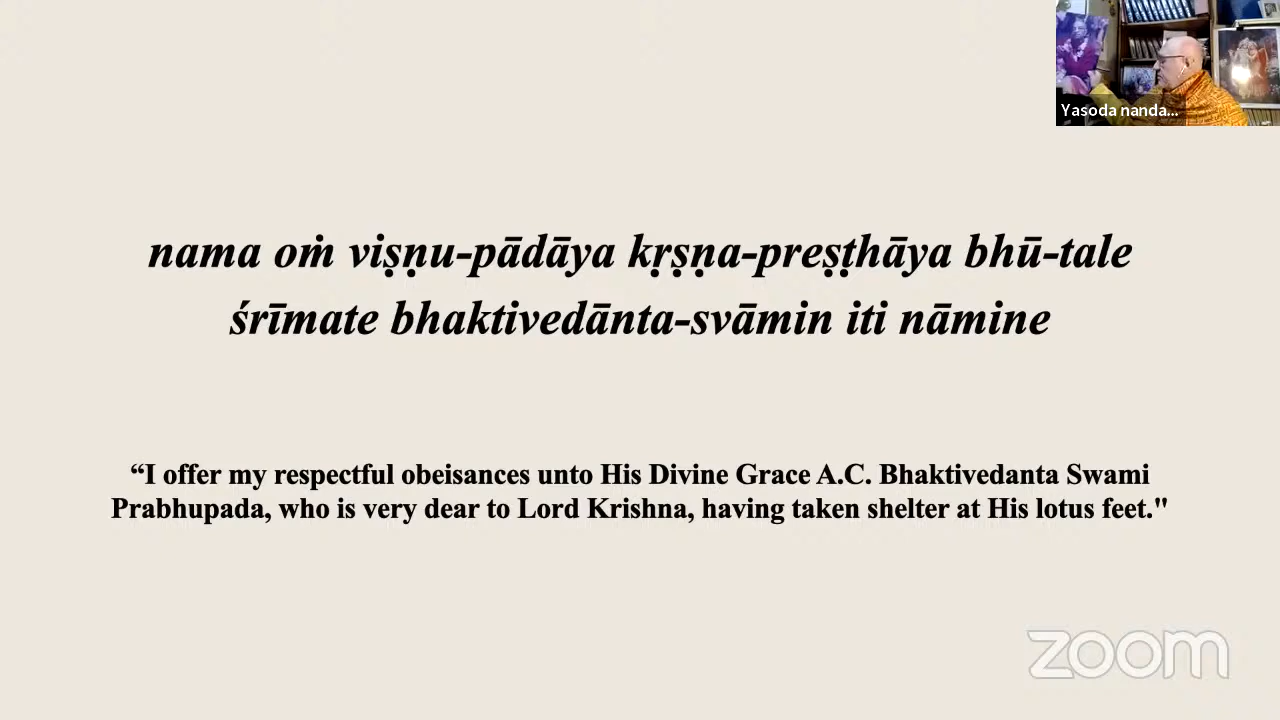 Yasoda nanda...
nama oṁ viṣṇu-pādāya kṛṣṇa-preṣṭhāya bhū-tale
śrīmate bhaktivedānta-svāmin iti nāmine
“I offer my respectful obeisances unto His Divine Grace A.C. Bhaktivedanta Swami
Prabhupada, who is very dear to Lord Krishna, having taken shelter at His lotus feet."
zoom